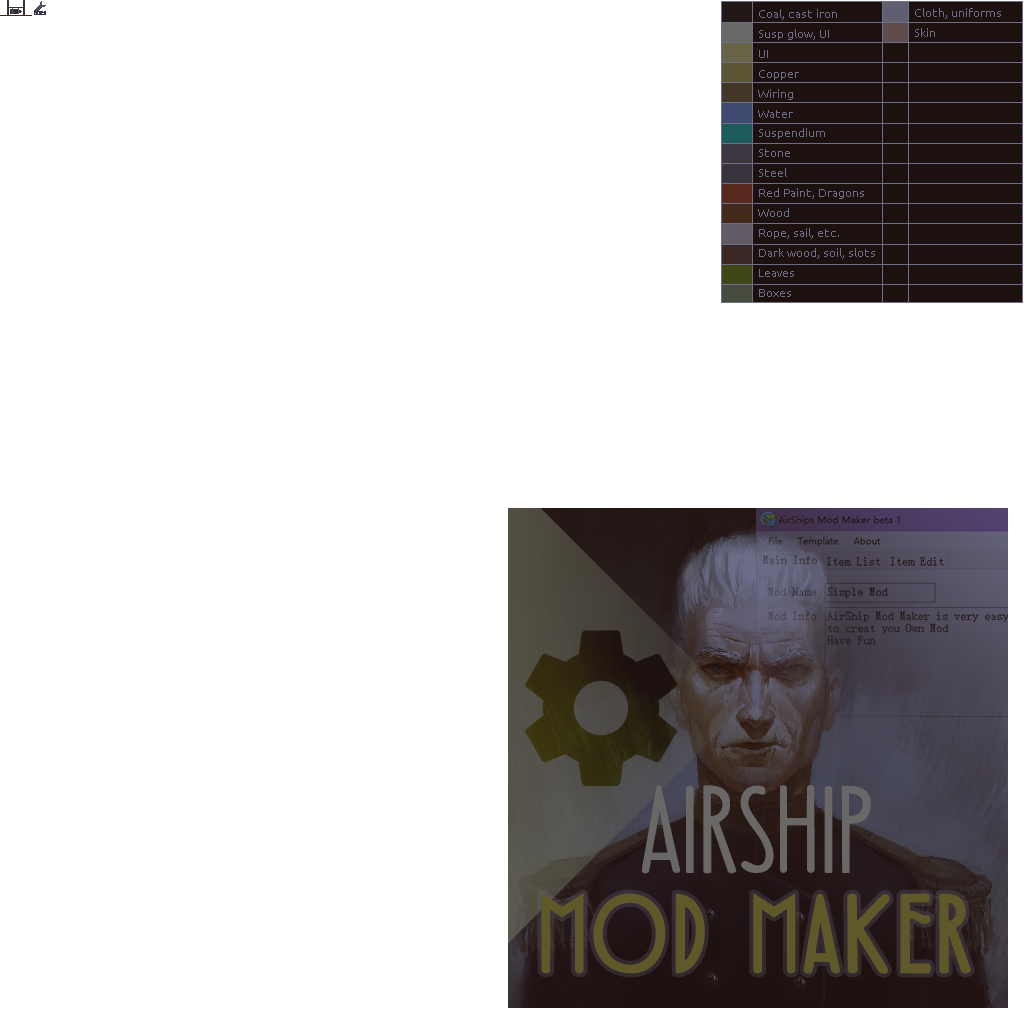 Coal, cast iron
Cloth, uniforms
Susp glow, UI
Skin
UI
Copper
Wiring
Water
Suspendium
Stone
Steel
Red Paint, Dragons
Wood
Rope, sail, etc.
Dark wood, soil, slots
Leaves
Boxes
AirShips Mod Maker beta 1
File Template About
Main Info Item List Item Edit
Mod Name Simple Mod
Mod Info AirShip Mod Maker is very easy
to creat you Own Mod
Have Fun
AIRSHIP
MOD MAKER